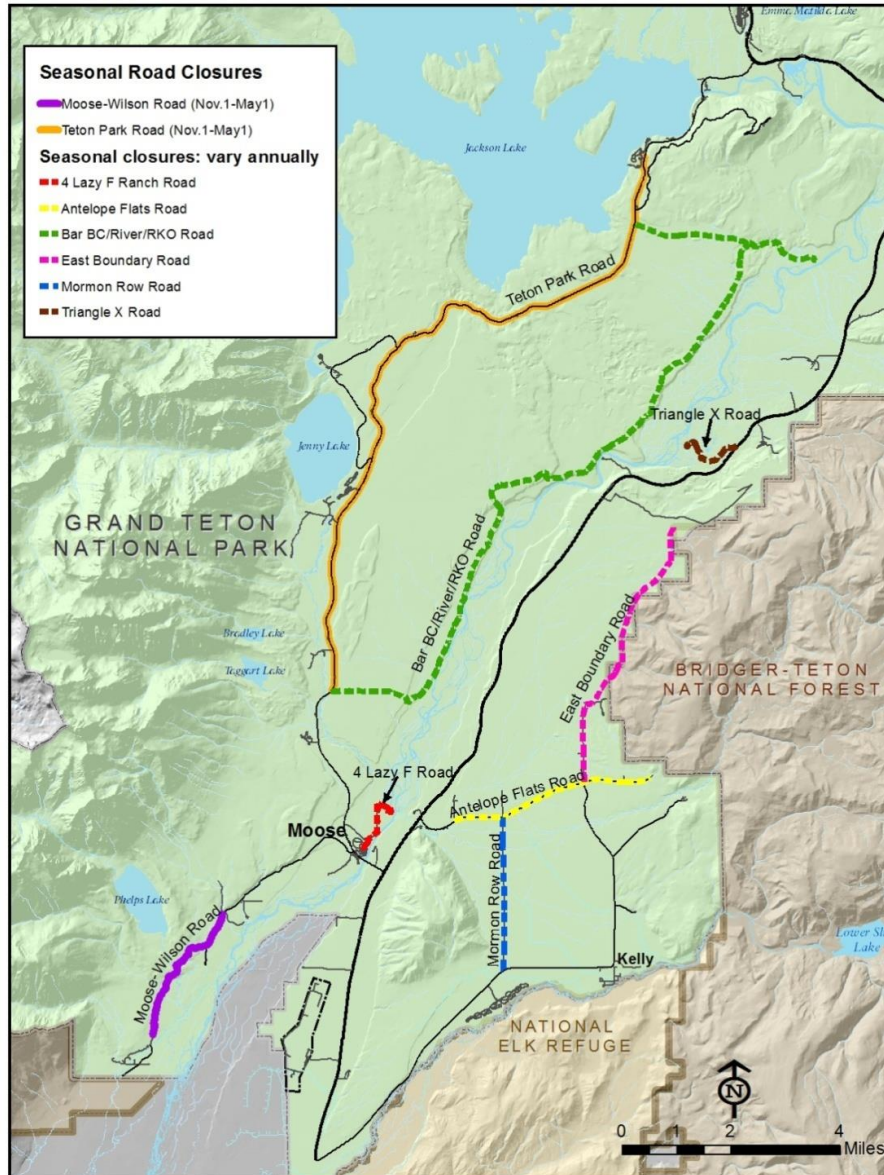 Emma Matilda Lake
Seasonal Road Closures
Moose-Wilson Road (Nov.1-May1)
Teton Park Road (Nov.1-May1)
Seasonal closures: vary annually
4 Lazy F Ranch Road
Antelope Flats Road
Bar BC/River/RKO Road
East Boundary Road
Mormon Row Road
Triangle X Road
Jackson Lake
Teton Park Road
Triangle X Road
Jenny Lake
GRAND TETON
NATIONAL PARK
Bar BC/River/RKO Road
Bradley Lake
Taggart Lake
East Boundary Road
BRIDGER-TETON
NATIONAL FOREST
4 Lazy F Road
Antelope Flats Road
Moose
Phelps Lake
Moose-Wilson Road
Mormon Row Road
Kelly
Lower Sl
Lake
NATIONAL
ELK REFUGE
N
0 1 2 4
Miles